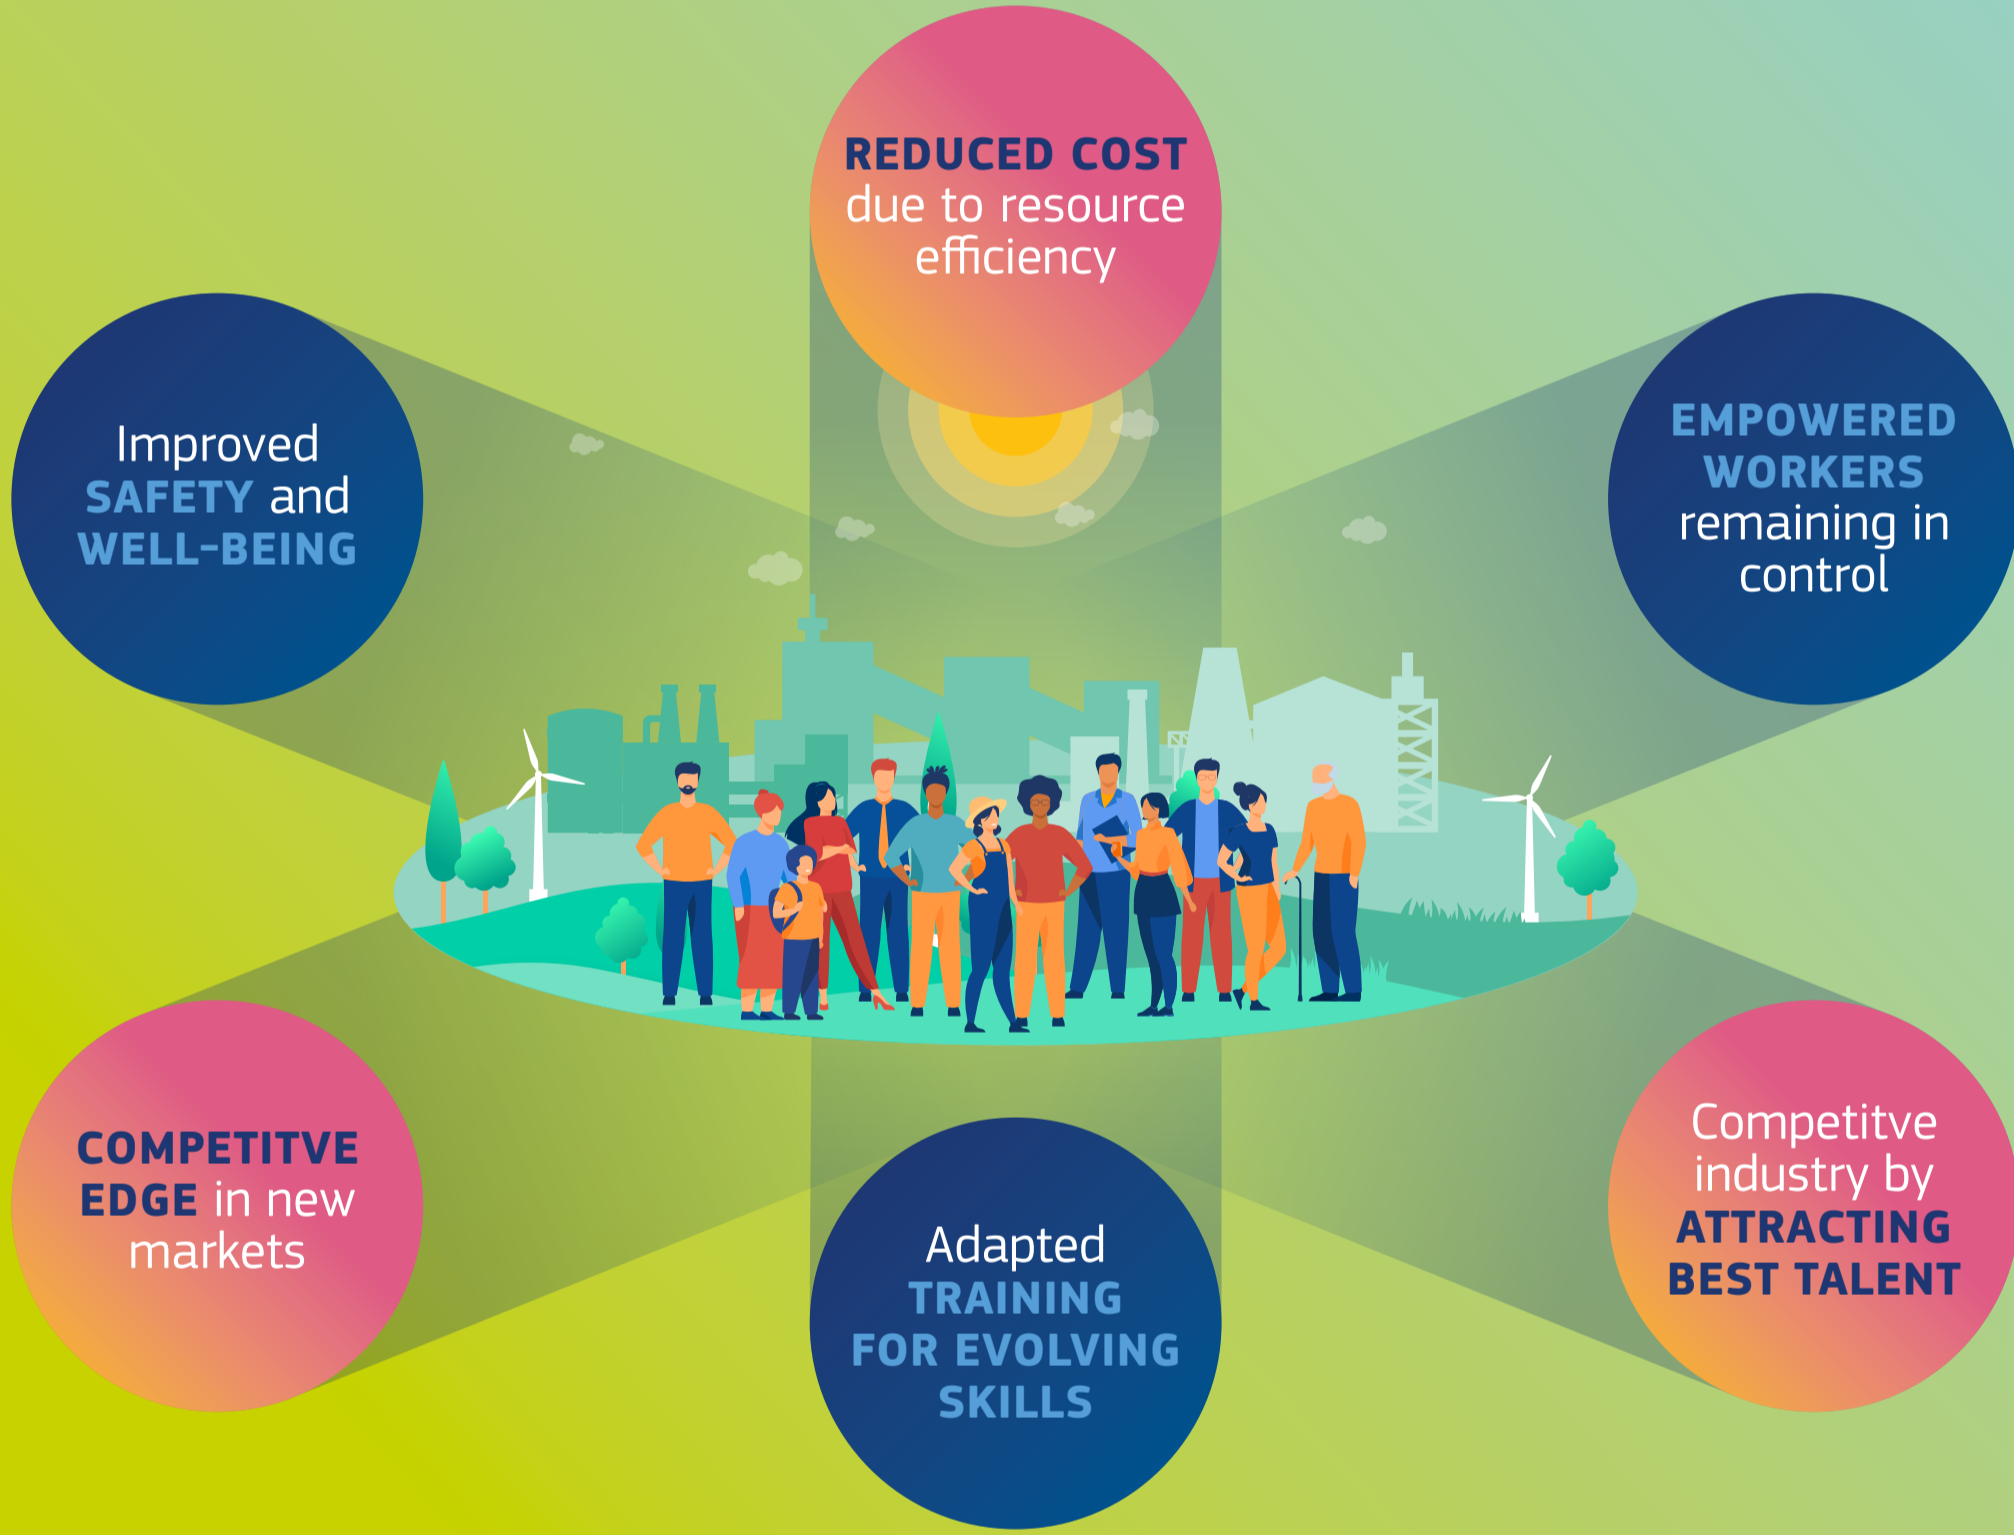 REDUCED COST
due to resource
efficiency
Improved
SAFETY and
WELL-BEING
EMPOWERED
WORKERS
remaining in
control
COMPETITVE
EDGE in new
markets
Adapted
TRAINING
FOR EVOLVING
SKILLS
Competitve
industry by
ATTRACTING
BEST TALENT